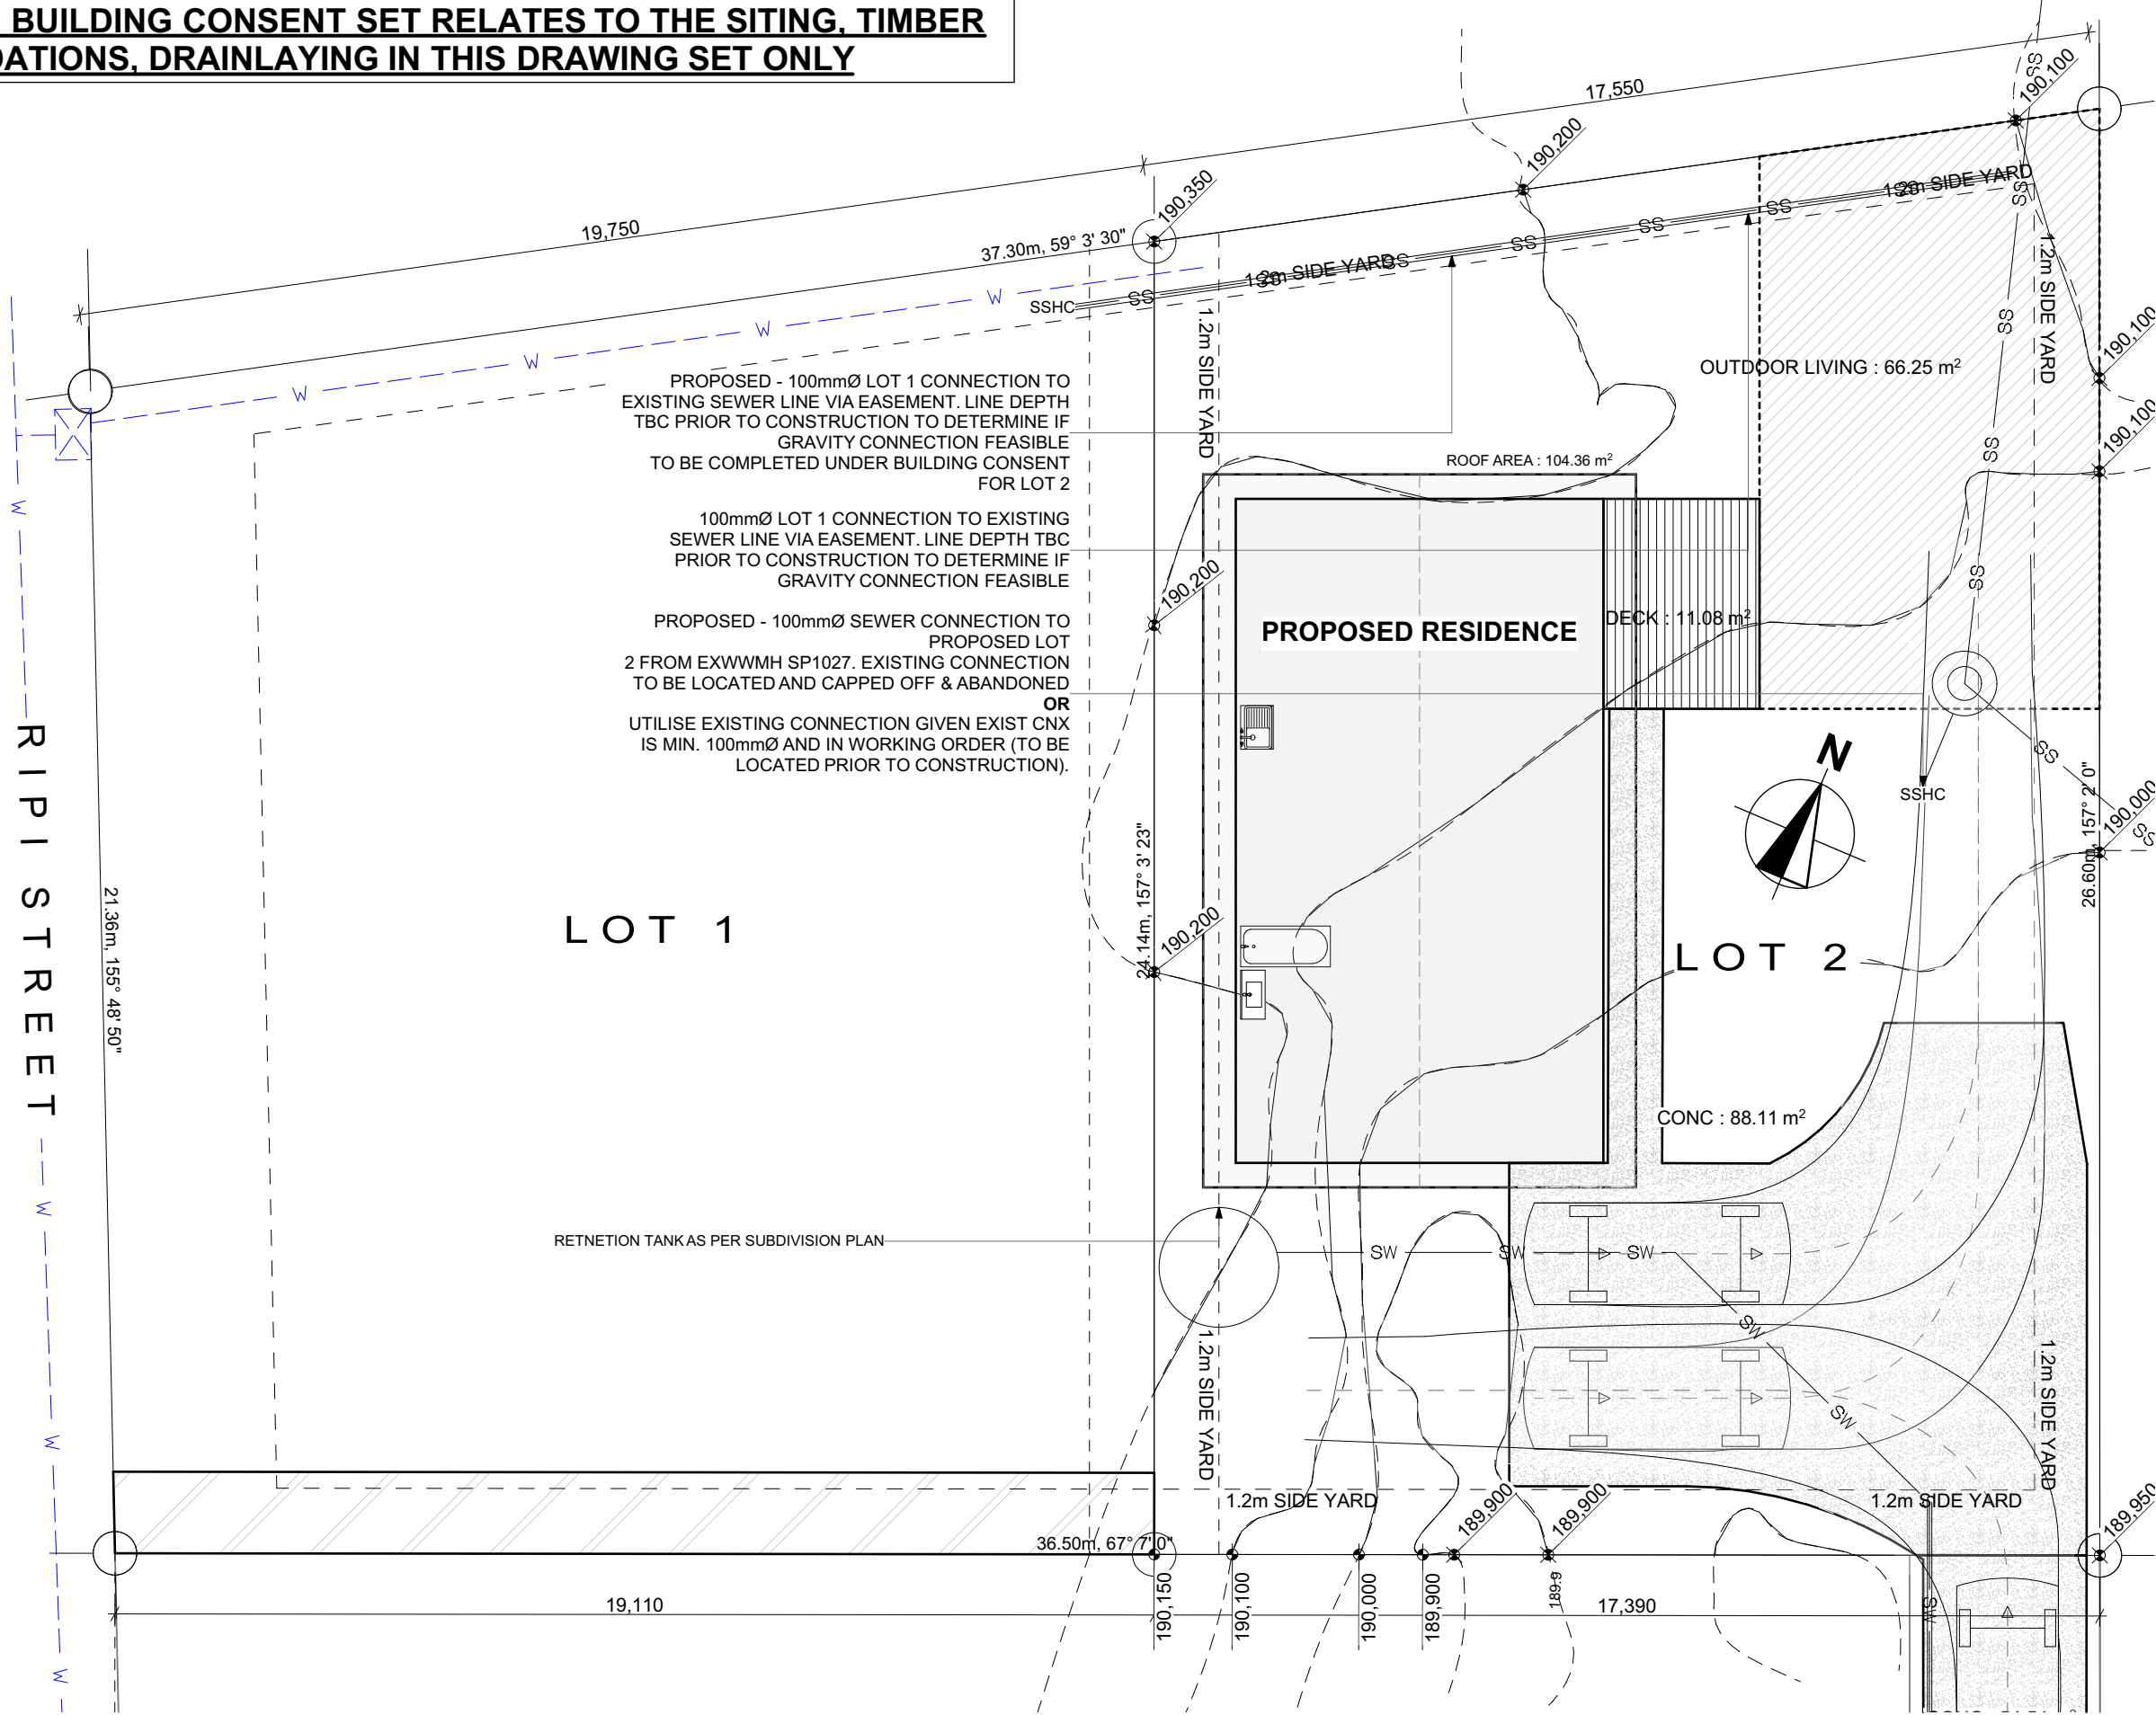 BUILDING CONSENT SET RELATES TO THE SITING, TIMBER
DATIONS, DRAINLAYING IN THIS DRAWING SET ONLY
17,550
19,750
37.30m, 59° 3' 30"
190,350
190,200
190,100
SS
SS
1.2m SIDE YARD
SS
SS
SS
SS
SS
1.2m SIDE YARD
SS
SSHC
W
W
W
W
1.2m SIDE YARD
1.2m SIDE YARD
SS
SS
SS
190,100
190,100
OUTDOOR LIVING : 66.25 m²
PROPOSED - 100mmØ LOT 1 CONNECTION TO
EXISTING SEWER LINE VIA EASEMENT. LINE DEPTH
TBC PRIOR TO CONSTRUCTION TO DETERMINE IF
GRAVITY CONNECTION FEASIBLE
TO BE COMPLETED UNDER BUILDING CONSENT
FOR LOT 2
100mmØ LOT 1 CONNECTION TO EXISTING
SEWER LINE VIA EASEMENT. LINE DEPTH TBC
PRIOR TO CONSTRUCTION TO DETERMINE IF
GRAVITY CONNECTION FEASIBLE
PROPOSED - 100mmØ SEWER CONNECTION TO
PROPOSED LOT
2 FROM EXWWMH SP1027. EXISTING CONNECTION
TO BE LOCATED AND CAPPED OFF & ABANDONED
OR
UTILISE EXISTING CONNECTION GIVEN EXIST CNX
IS MIN. 100mmØ AND IN WORKING ORDER (TO BE
LOCATED PRIOR TO CONSTRUCTION).
ROOF AREA : 104.36 m²
190,200
PROPOSED RESIDENCE
DECK : 11.08 m²
N
SSHC
SS
SS
190,000
26.60m, 157° 2' 0"
W
RIPI STREET
21.36m, 155° 48' 50"
LOT 1
24.14m, 157° 3' 23"
190,200
LOT 2
CONC : 88.11 m²
W
W
W
RETNETION TANK AS PER SUBDIVISION PLAN
SW
SW
SW
SW
SW
SW
1.2m SIDE YARD
1.2m SIDE YARD
1.2m SIDE YARD
1.2m SIDE YARD
36.50m, 67° 7' 0"
189,900
189,900
189,950
190,150
190,100
190,000
189,900
189.9
19,110
17,390